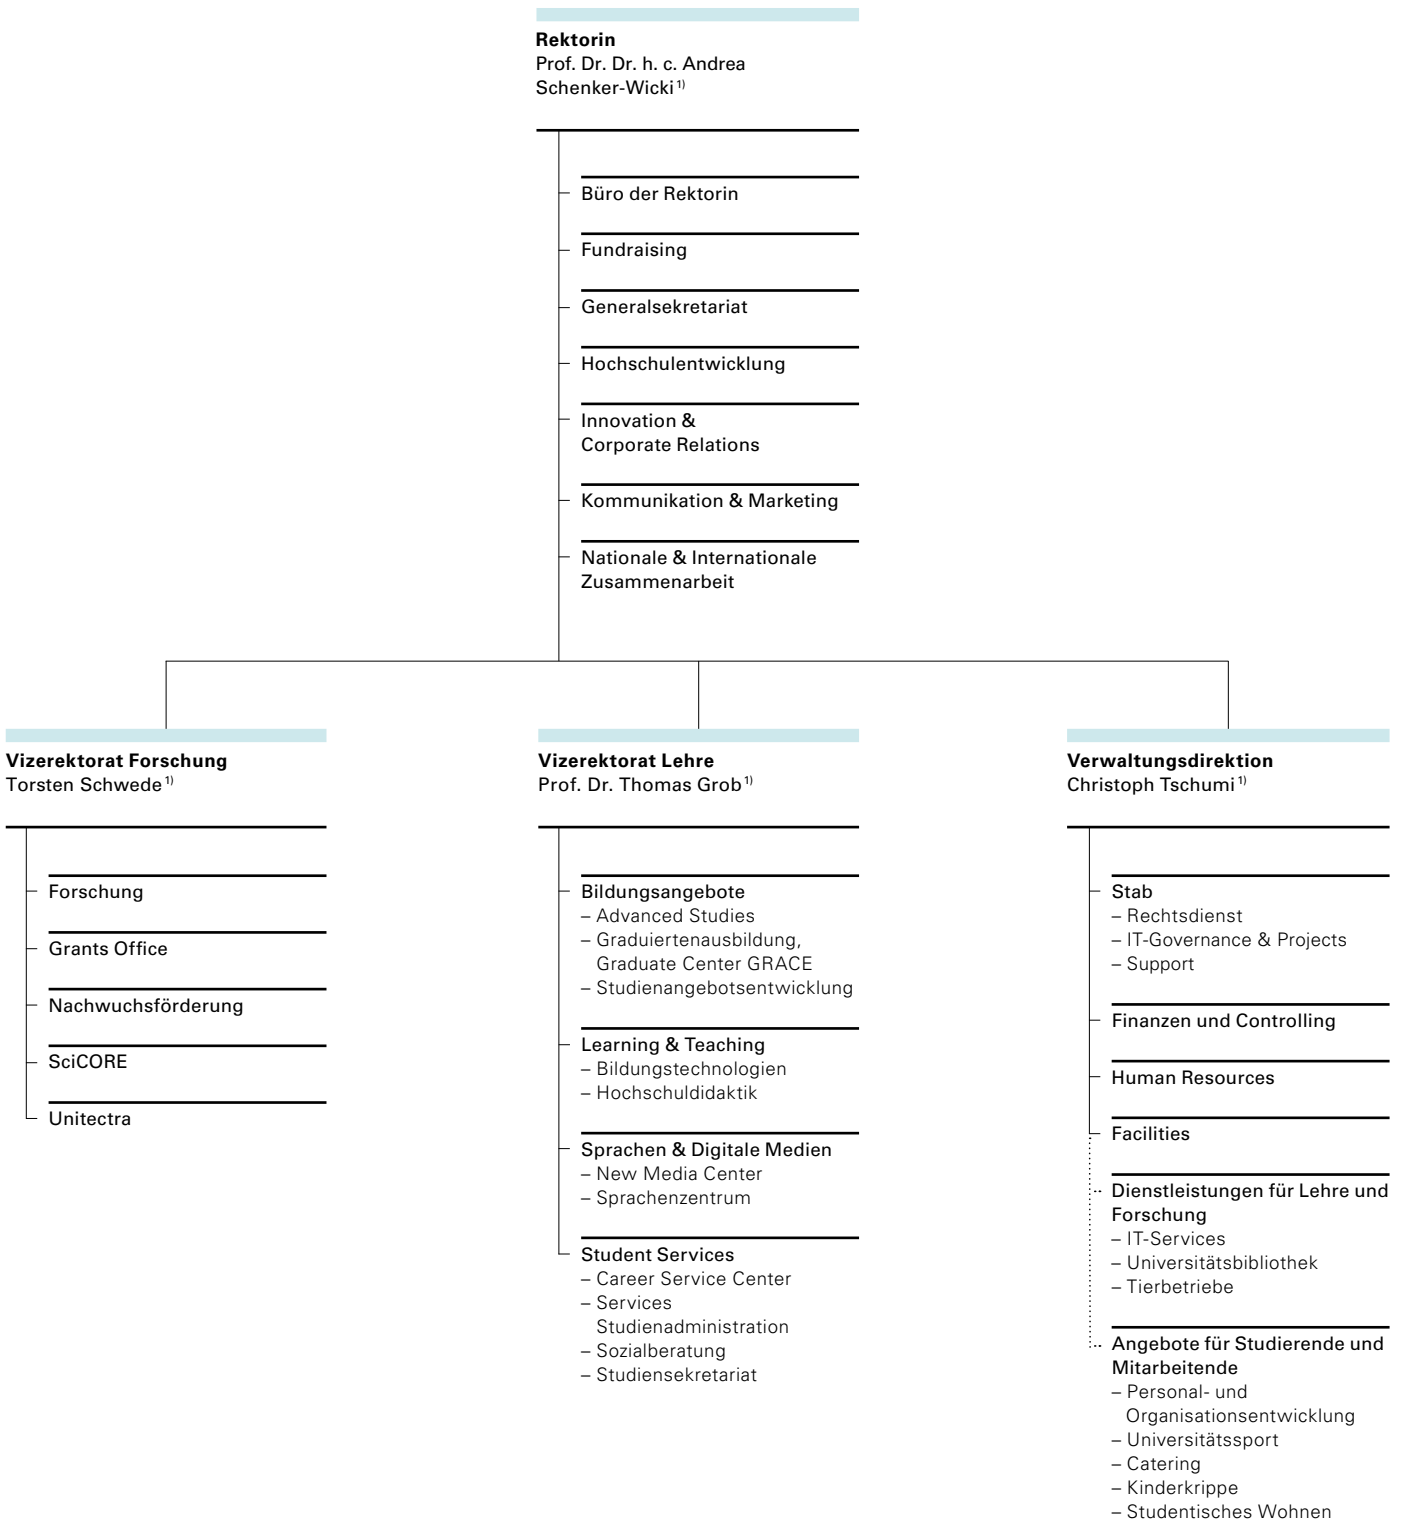 Rektorin
Prof. Dr. Dr. h. c. Andrea
Schenker-Wicki 1)
Büro der Rektorin
Fundraising
Generalsekretariat
Hochschulentwicklung
Innovation &
Corporate Relations
Kommunikation & Marketing
Nationale & Internationale
Zusammenarbeit
Vizerektorat Forschung
Torsten Schwede 1)
Forschung
Grants Office
Nachwuchsförderung
SciCORE
Unitectra
Vizerektorat Lehre
Prof. Dr. Thomas Grob 1)
Bildungsangebote
– Advanced Studies
– Graduiertenausbildung,
Graduate Center GRACE
– Studienangebotsentwicklung
Learning & Teaching
– Bildungstechnologien
– Hochschuldidaktik
Sprachen & Digitale Medien
– New Media Center
– Sprachenzentrum
Student Services
– Career Service Center
– Services
Studienadministration
– Sozialberatung
– Studiensekretariat
Verwaltungsdirektion
Christoph Tschumi 1)
Stab
– Rechtsdienst
– IT-Governance & Projects
– Support
Finanzen und Controlling
Human Resources
Facilities
Dienstleistungen für Lehre und
Forschung
– IT-Services
– Universitätsbibliothek
– Tierbetriebe
Angebote für Studierende und
Mitarbeitende
– Personal- und
Organisationsentwicklung
– Universitätssport
– Catering
– Kinderkrippe
– Studentisches Wohnen